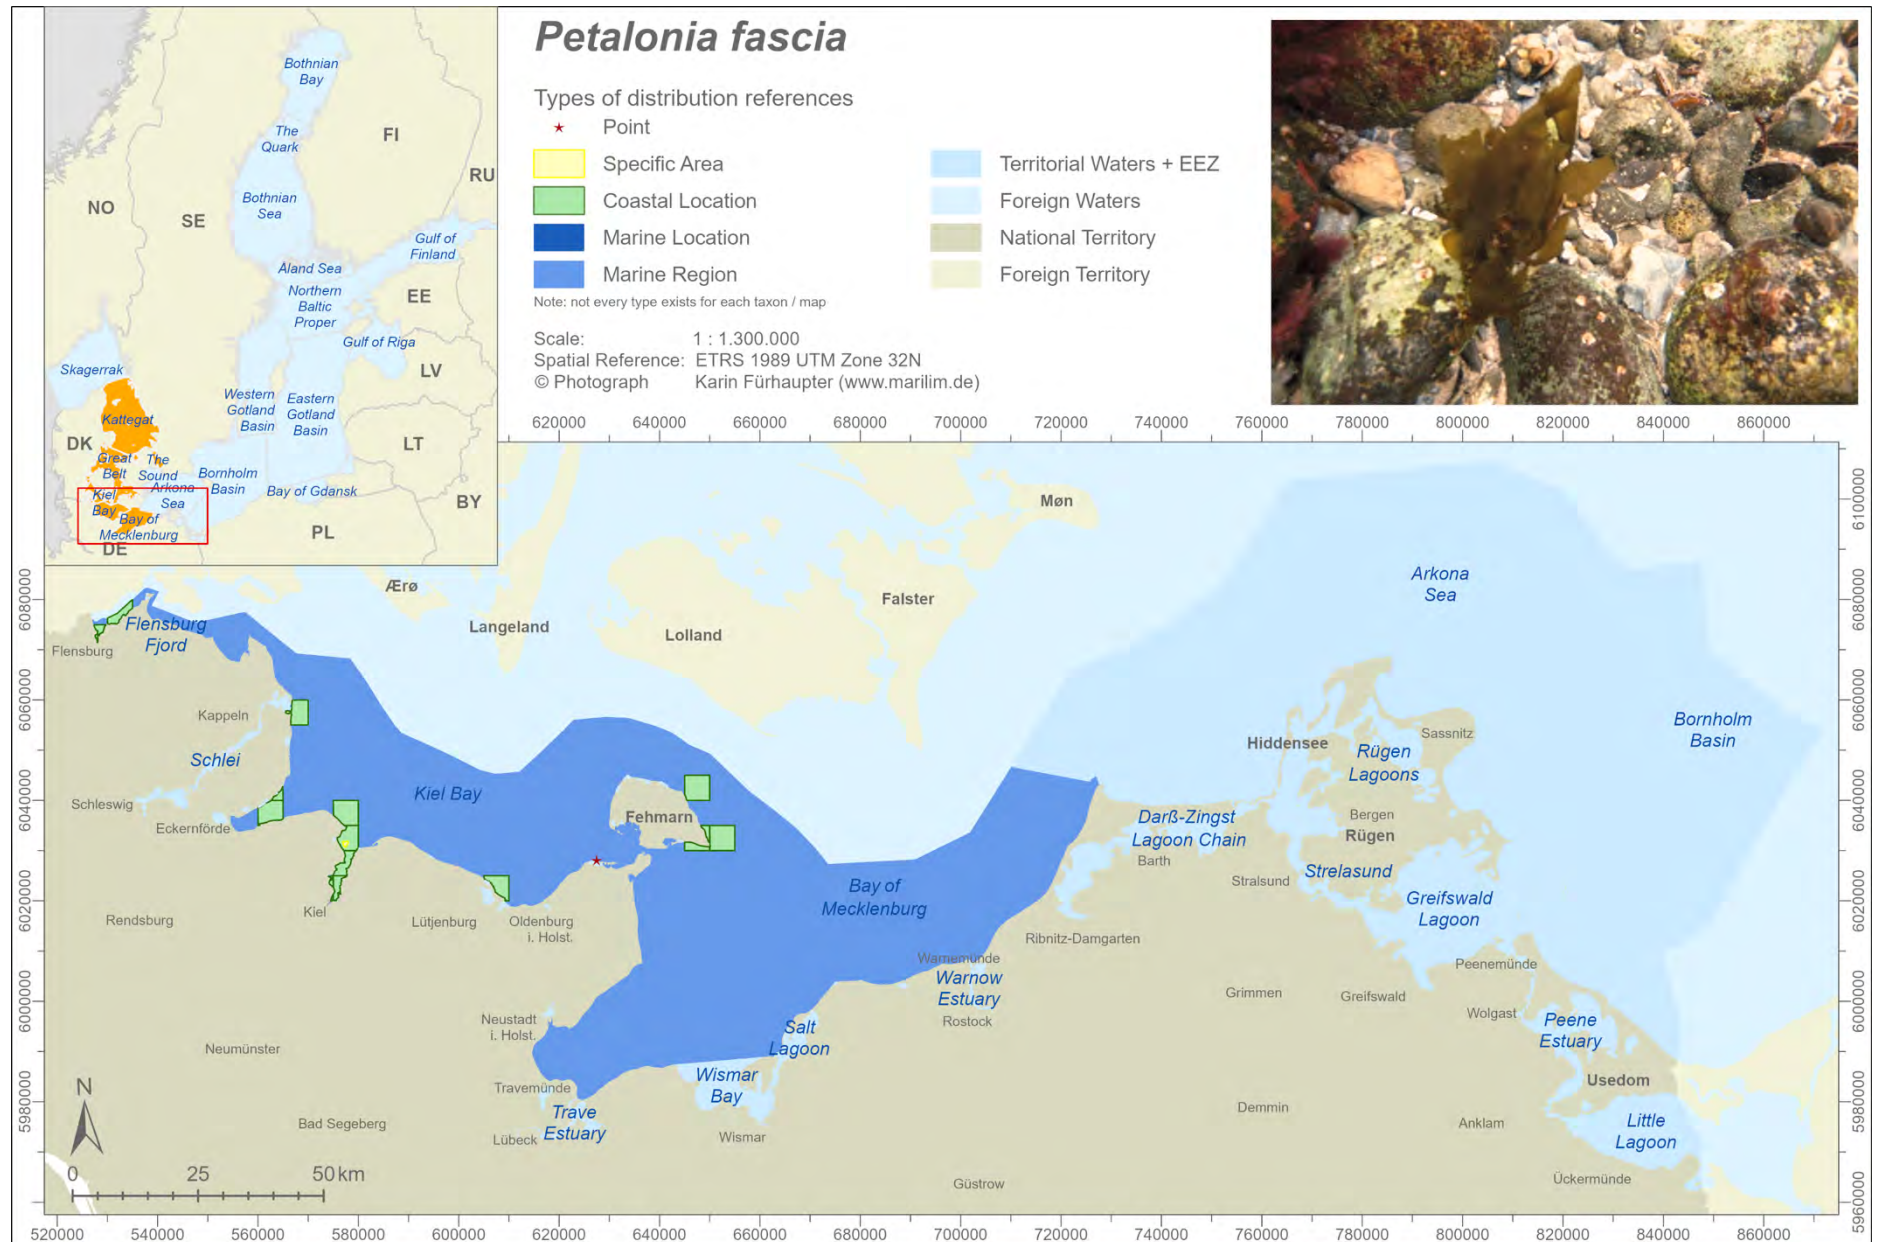 Petalonia fascia
Types of distribution references
Point
Specific Area
Coastal Location
Marine Location
Marine Region
Note: not every type exists for each taxon / map
Territorial Waters + EEZ
Foreign Waters
National Territory
Foreign Territory
Scale: 1 : 1.300.000
Spatial Reference: ETRS 1989 UTM Zone 32N
© Photograph Karin Fürhaupter (www.marilim.de)
Bothnian
Bay
The
Quark
FI
RU
NO
SE
Bothnian
Sea
Gulf of
Finland
Åland Sea
Northern
Baltic
Proper
EE
Gulf of Riga
LV
Skagerrak
Western
Gotland
Basin
Eastern
Gotland
Basin
Kattegat
DK
LT
Great
Belt
The
Sound
Bornholm
Basin
Arkona
Sea
Bay of Gdansk
BY
Kiel
Bay
Bay of
Mecklenburg
PL
DE
620000 640000 660000 680000 700000 720000 740000 760000 780000 800000 820000 840000 860000
6100000
6080000
6060000
6040000
6020000
6000000
5980000
5960000
Møn
Ærø
Langeland
Lolland
Falster
Arkona
Sea
Flensburg
Fjord
Flensburg
Kappeln
Schlei
Schleswig
Eckernförde
Kiel Bay
Fehmarn
Hiddensee
Sassnitz
Rügen
Lagoons
Bornholm
Basin
Bergen
Rügen
Darß-Zingst
Lagoon Chain
Barth
Stralsund
Strelasund
Greifswald
Lagoon
Bay of
Mecklenburg
Rendsburg
Kiel
Lütjenburg
Oldenburg
i. Holst.
Ribnitz-Damgarten
Warnemünde
Warnow
Estuary
Rostock
Peenemünde
Grimmen
Greifswald
Wolgast
Peene
Estuary
Neustadt
i. Holst.
Salt
Lagoon
Neumünster
Wismar
Bay
Usedom
Travemünde
Trave
Estuary
Bad Segeberg
Lübeck
Wismar
Demmin
Anklam
Little
Lagoon
Ückermünde
Güstrow
N
0 25 50 km
6080000
6060000
6040000
6020000
6000000
5980000
520000 540000 560000 580000 600000 620000 640000 660000 680000 700000 720000 740000 760000 780000 800000 820000 840000 860000